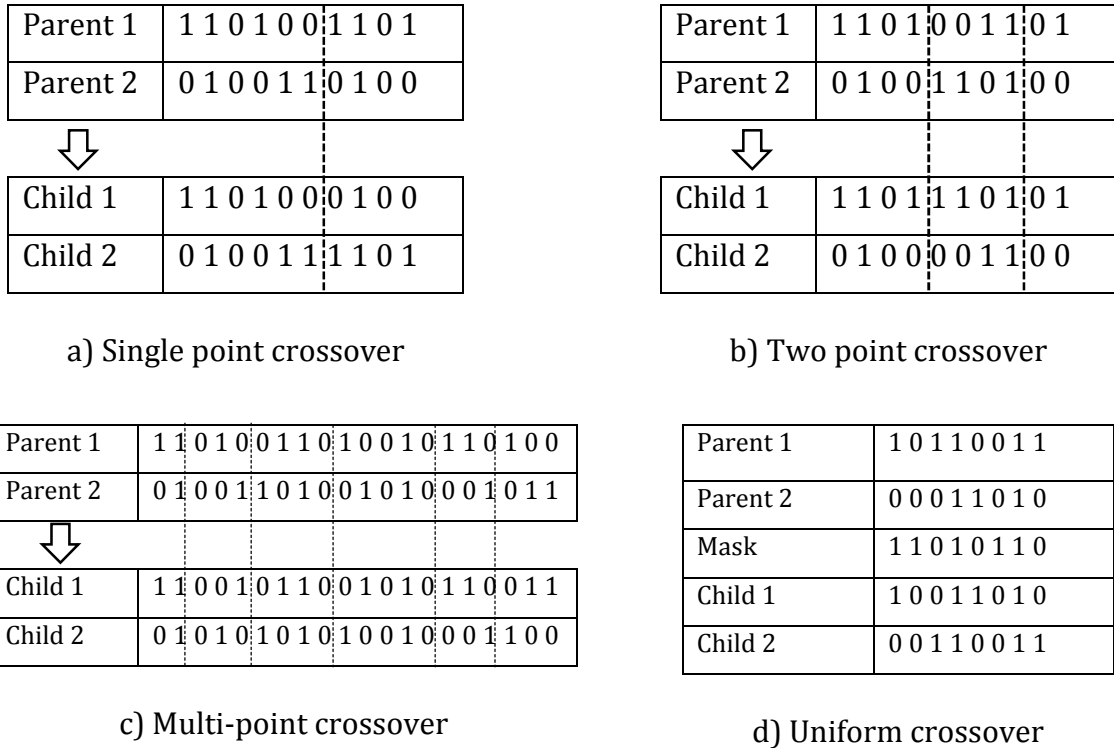 Parent 1 1 1 0 1 0 0 1 1 0 1
Parent 2 0 1 0 0 1 1 0 1 0 0
Child 1 1 1 0 1 0 0 0 1 0 0
Child 2 0 1 0 0 1 1 1 1 0 1
a) Single point crossover
Parent 1 1 1 0 1 0 0 1 1 0 1
Parent 2 0 1 0 0 1 1 0 1 0 0
Child 1 1 1 0 1 1 1 0 1 0 1
Child 2 0 1 0 0 0 0 1 1 0 0
b) Two point crossover
Parent 1 1 1 0 1 0 0 1 1 0 1 0 0 1 0 1 1 0 1 0 0
Parent 2 0 1 0 0 1 1 0 1 0 0 1 0 1 0 0 0 1 0 1 1
Child 1 1 1 0 0 1 0 1 1 0 0 1 0 1 0 1 1 0 0 1 1
Child 2 0 1 0 1 0 1 0 1 0 1 0 0 1 0 0 0 1 1 0 0
c) Multi-point crossover
Parent 1 1 0 1 1 0 0 1 1
Parent 2 0 0 0 1 1 0 1 0
Mask 1 1 0 1 0 1 1 0
Child 1 1 0 0 1 1 0 1 0
Child 2 0 0 1 1 0 0 1 1
d) Uniform crossover